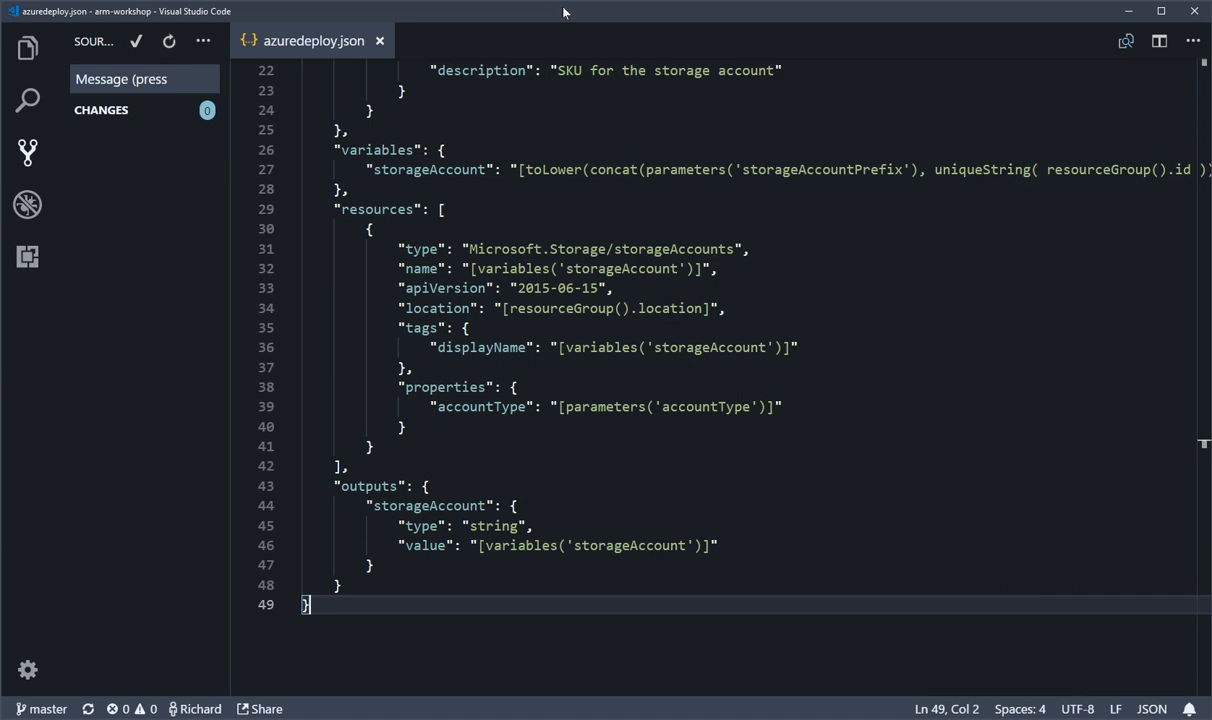 azuredeploy.json - arm-workshop - Visual Studio Code
SOUR...
Message (press
CHANGES 0
{..} azuredeploy.json
22 "description": "SKU for the storage account"
23 }
24 }
25 },
26 "variables": {
27 "storageAccount": "[toLower(concat(parameters('storageAccountPrefix'), uniqueString( resourceGroup().id ))
28 },
29 "resources": [
30 {
31 "type": "Microsoft.Storage/storageAccounts",
32 "name": "[variables('storageAccount')]",
33 "apiVersion": "2015-06-15",
34 "location": "[resourceGroup().location]",
35 "tags": {
36 "displayName": "[variables('storageAccount')]"
37 },
38 "properties": {
39 "accountType": "[parameters('accountType')]"
40 }
41 }
42 ],
43 "outputs": {
44 "storageAccount": {
45 "type": "string",
46 "value": "[variables('storageAccount')]"
47 }
48 }
49 }
master 0 0 Richard Share Ln 49, Col 2 Spaces: 4 UTF-8 LF JSON